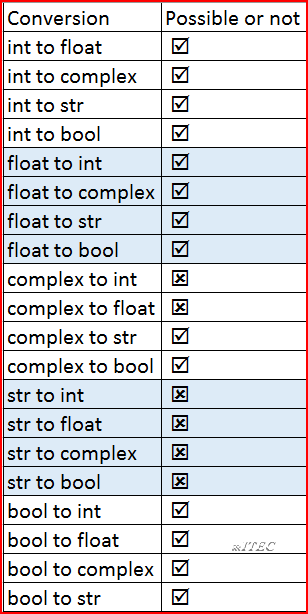 Conversion Possible or not
int to float ☑
int to complex ☑
int to str ☑
int to bool ☑
float to int ☑
float to complex ☑
float to str ☑
float to bool ☑
complex to int ☒
complex to float ☒
complex to str ☑
complex to bool ☑
str to int ☒
str to float ☒
str to complex ☒
str to bool ☒
bool to int ☑
bool to float ☑
ITEC
bool to complex ☑
bool to str ☑